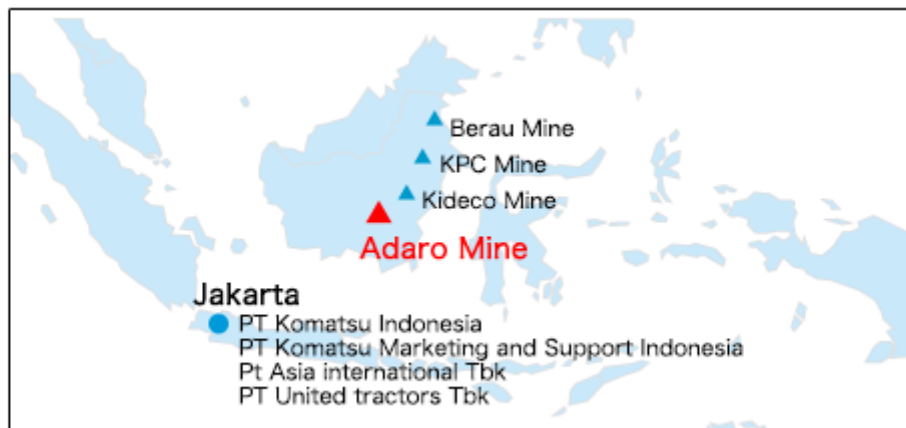 Berau Mine
KPC Mine
Kideco Mine
Adaro Mine
Jakarta
PT Komatsu Indonesia
PT Komatsu Marketing and Support Indonesia
Pt Asia international Tbk
PT United tractors Tbk